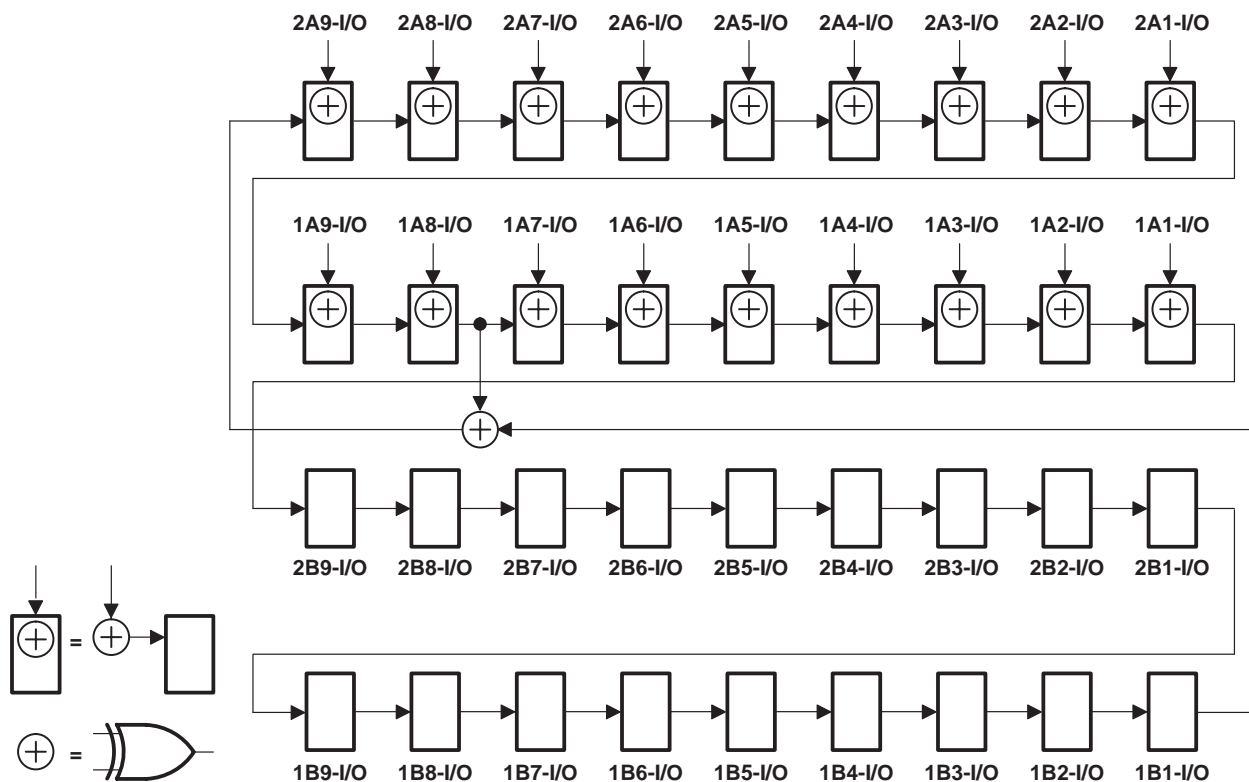 2A9-I/O 2A8-I/O 2A7-I/O 2A6-I/O 2A5-I/O 2A4-I/O 2A3-I/O 2A2-I/O 2A1-I/O
1A9-I/O 1A8-I/O 1A7-I/O 1A6-I/O 1A5-I/O 1A4-I/O 1A3-I/O 1A2-I/O 1A1-I/O
2B9-I/O 2B8-I/O 2B7-I/O 2B6-I/O 2B5-I/O 2B4-I/O 2B3-I/O 2B2-I/O 2B1-I/O
=
=
1B9-I/O 1B8-I/O 1B7-I/O 1B6-I/O 1B5-I/O 1B4-I/O 1B3-I/O 1B2-I/O 1B1-I/O